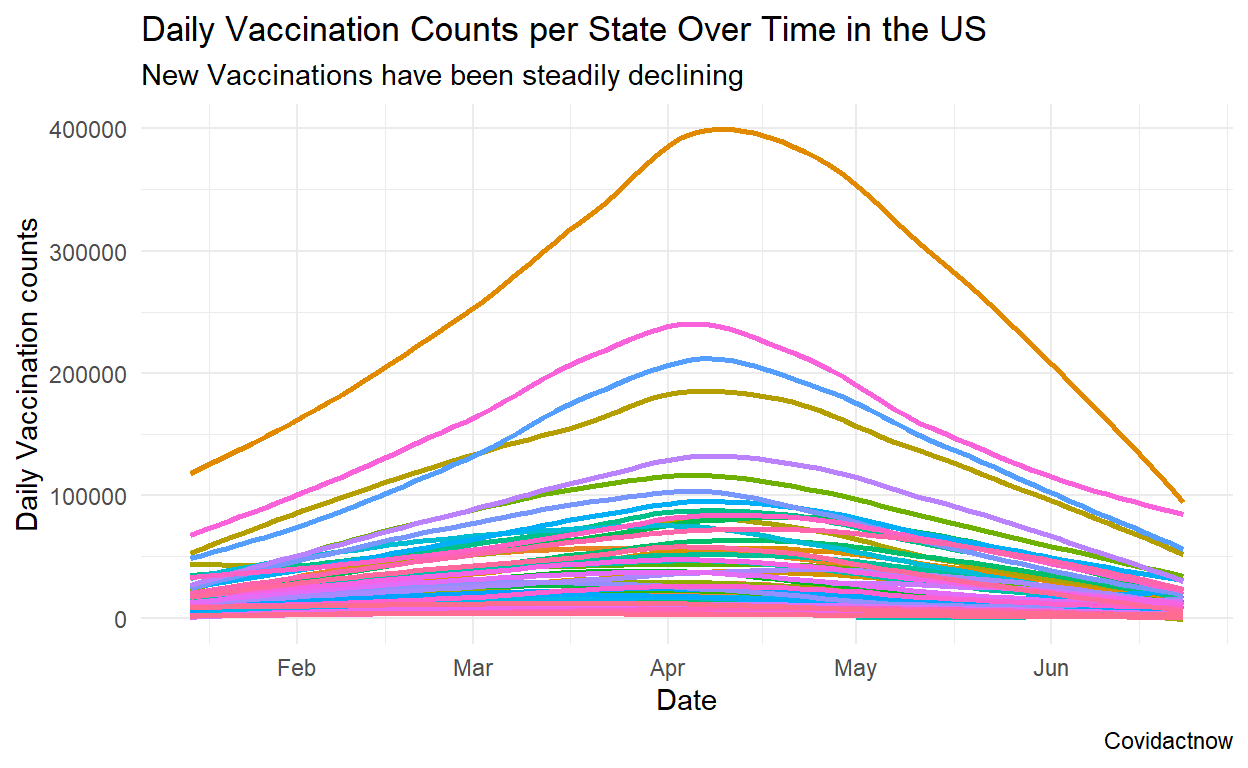 Daily Vaccination Counts per State Over Time in the US
New Vaccinations have been steadily declining
Daily Vaccination counts
400000
300000
200000
100000
0
Feb Mar Apr May Jun
Date
Covidactnow